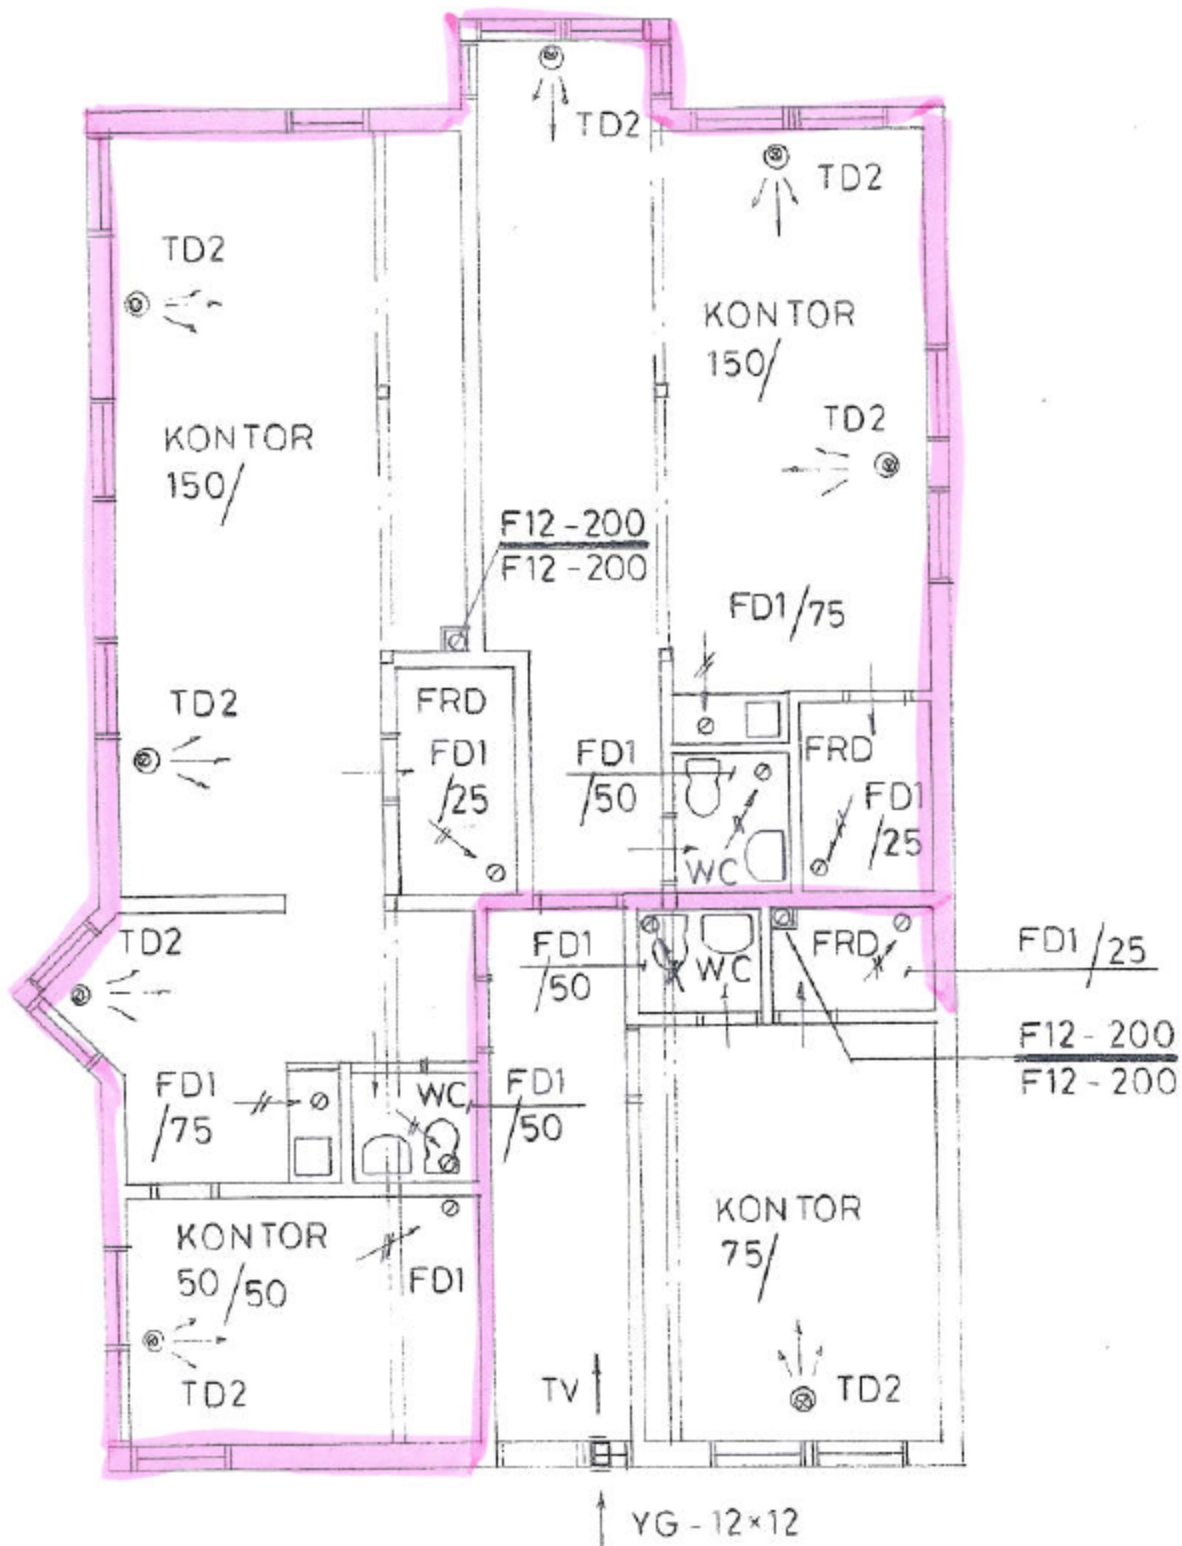 TD2
TD2
TD2
KONTOR
150/
TD2
KONTOR
150/
F12-200
F12-200
FD1/75
TD2
FRD
FD1
/25
FD1
/50
FRD
FD1
/25
WC
TD2
FD1
/50
WC
FRD
FD1/25
F12-200
F12-200
FD1
/75
WC
FD1
/50
KONTOR
50/50
FD1
TD2
KONTOR
75/
TV
TD2
YG-12×12